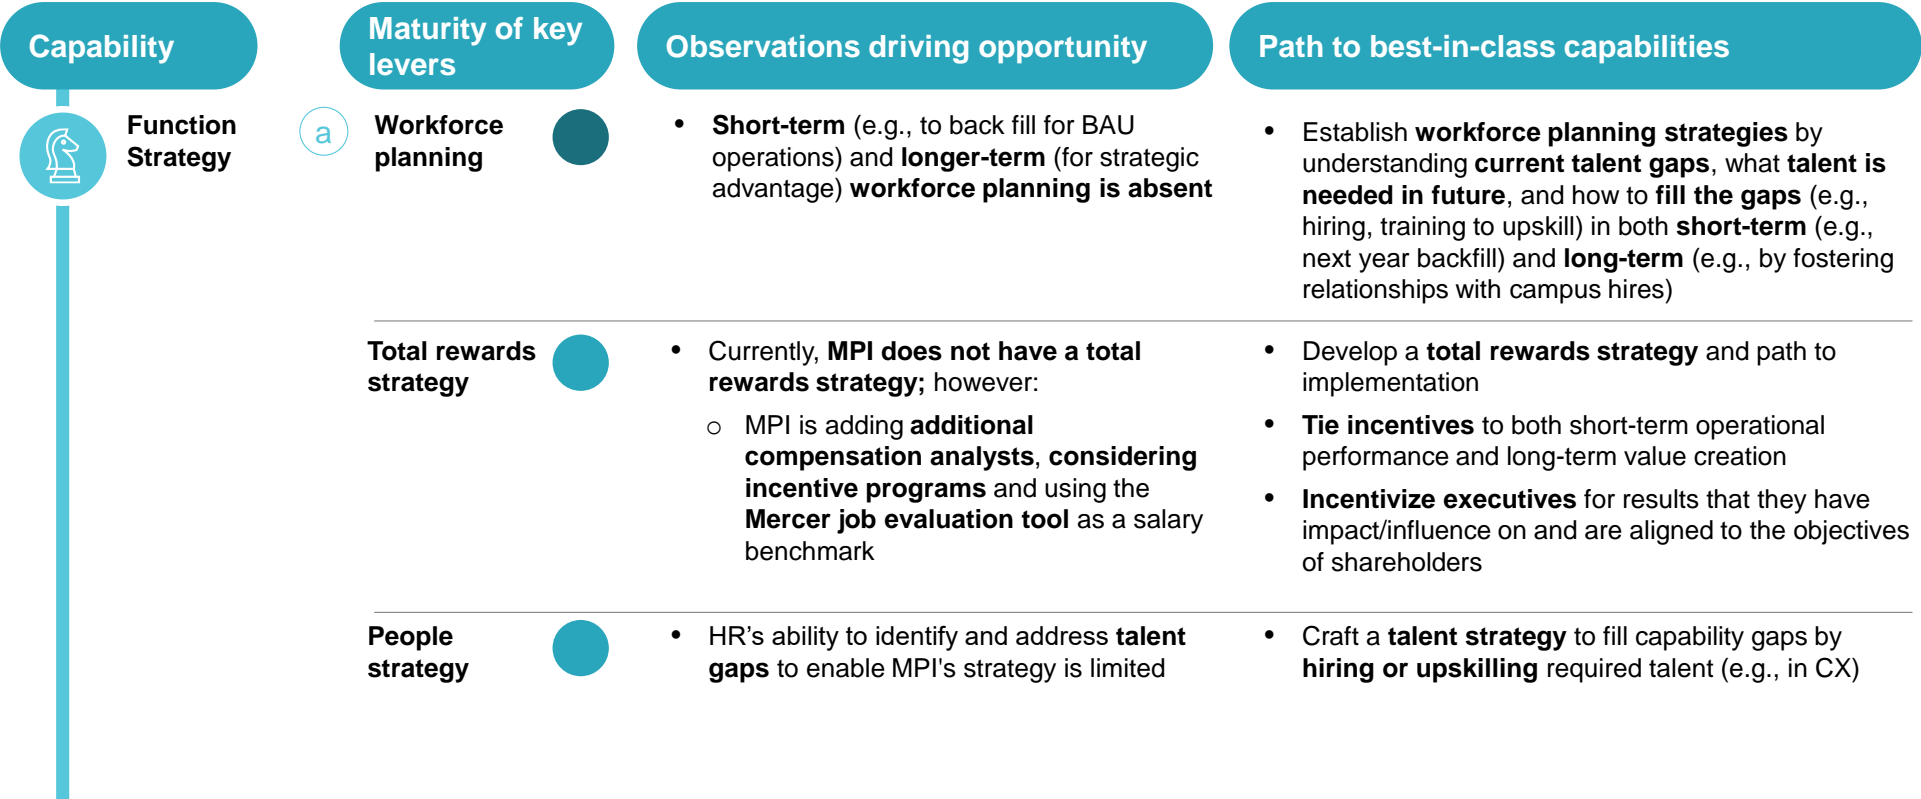 Capability
Maturity of key
levers
Observations driving opportunity
Path to best-in-class capabilities
Function
Strategy
a
Workforce
planning
• Short-term (e.g., to back fill for BAU
operations) and longer-term (for strategic
advantage) workforce planning is absent
• Establish workforce planning strategies by
understanding current talent gaps, what talent is
needed in future, and how to fill the gaps (e.g.,
hiring, training to upskill) in both short-term (e.g.,
next year backfill) and long-term (e.g., by fostering
relationships with campus hires)
Total rewards
strategy
• Currently, MPI does not have a total
rewards strategy; however:
o MPI is adding additional
compensation analysts, considering
incentive programs and using the
Mercer job evaluation tool as a salary
benchmark
• Develop a total rewards strategy and path to
implementation
• Tie incentives to both short-term operational
performance and long-term value creation
• Incentivize executives for results that they have
impact/influence on and are aligned to the objectives
of shareholders
People
strategy
• HR’s ability to identify and address talent
gaps to enable MPI's strategy is limited
• Craft a talent strategy to fill capability gaps by
hiring or upskilling required talent (e.g., in CX)